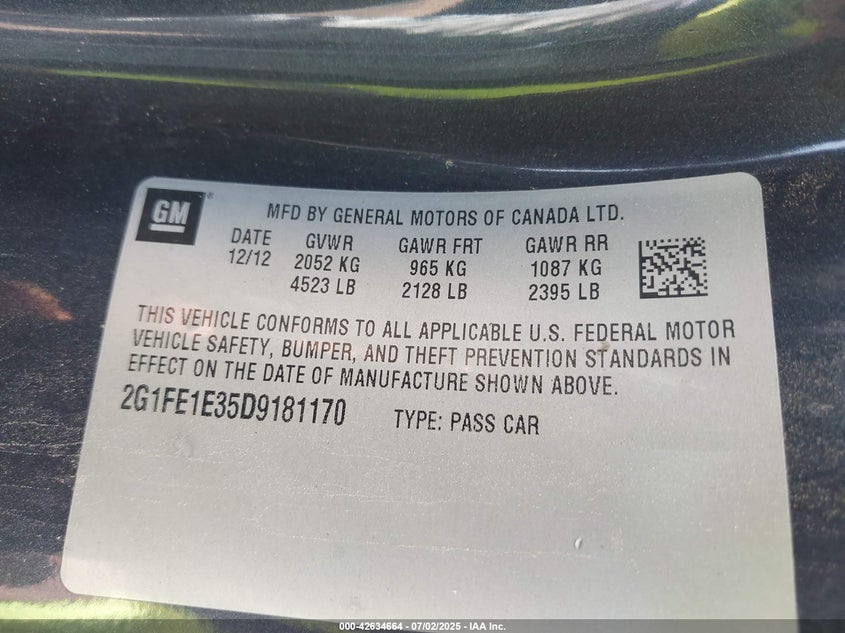 GM®
MFD BY GENERAL MOTORS OF CANADA LTD.
DATE GVWR GAWR FRT GAWR RR
12/12 2052 KG 965 KG 1087 KG
4523 LB 2128 LB 2395 LB
THIS VEHICLE CONFORMS TO ALL APPLICABLE U.S. FEDERAL MOTOR
VEHICLE SAFETY, BUMPER, AND THEFT PREVENTION STANDARDS IN
EFFECT ON THE DATE OF MANUFACTURE SHOWN ABOVE.
2G1FE1E35D9181170 TYPE: PASS CAR
000-42634664 / 07/02/2025 - IAA Inc.